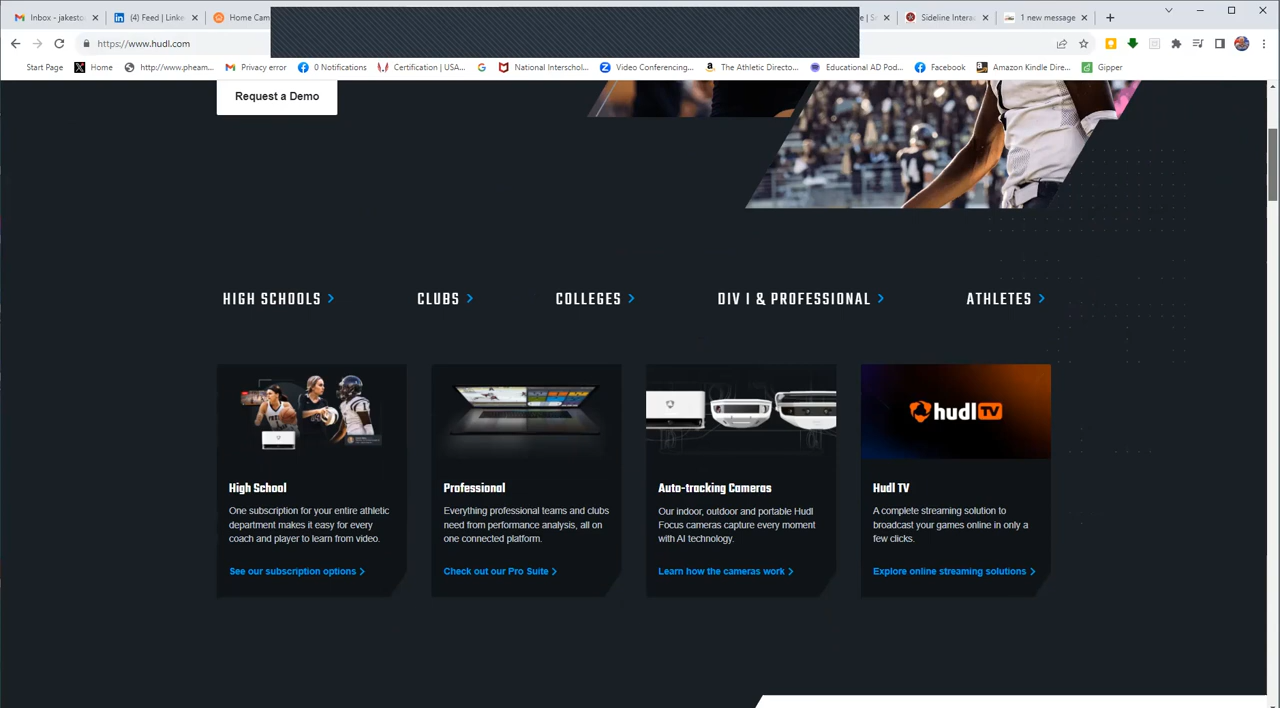 Inbox - jakesto
(4) Feed | Linke
Home Cam
Sideline Intera
1 new message
https://www.hudl.com
Start Page
Home
http://www.pheam...
Privacy error
0 Notifications
Certification | USA...
National Interschol...
Video Conferencing,...
The Athletic Directo...
Educational AD Pod...
Facebook
Amazon Kindle Dire...
Gipper
Request a Demo
HIGH SCHOOLS
CLUBS
COLLEGES
DIV I & PROFESSIONAL
ATHLETES
High School
One subscription for your entire athletic
department makes it easy for every
coach and player to learn from video.
See our subscription options
Professional
Everything professional teams and clubs
need from performance analysis, all on
one connected platform.
Check out our Pro Suite
Auto-tracking Cameras
Our indoor, outdoor and portable Hudl
Focus cameras capture every moment
with AI technology.
Learn how the cameras work
hudl TV
Hudl TV
A complete streaming solution to
broadcast your games online in only a
few clicks.
Explore online streaming solutions